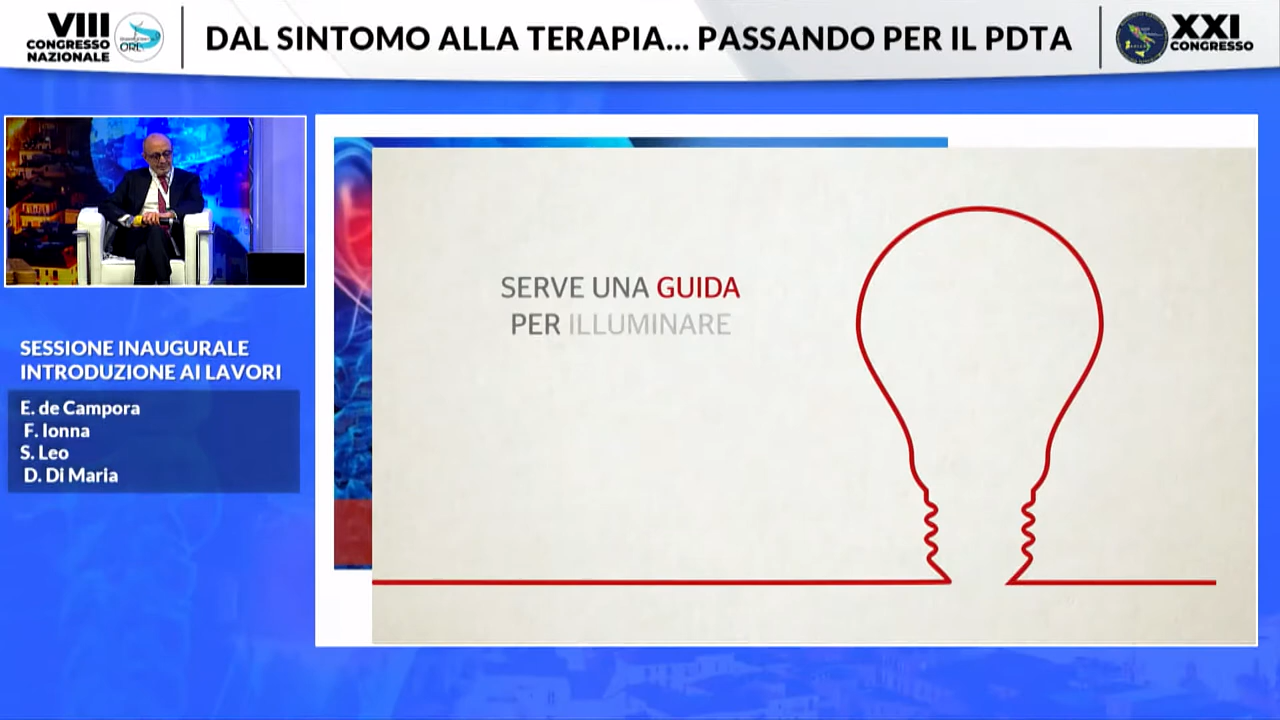 VIII
CONGRESSO
NAZIONALE
ORL
DAL SINTOMO ALLA TERAPIA... PASSANDO PER IL PDTA
XXI
CONGRESSO
SERVE UNA GUIDA
PER ILLUMINARE
SESSIONE INAUGURALE
INTRODUZIONE AI LAVORI
E. de Campora
F. Ionna
S. Leo
D. Di Maria